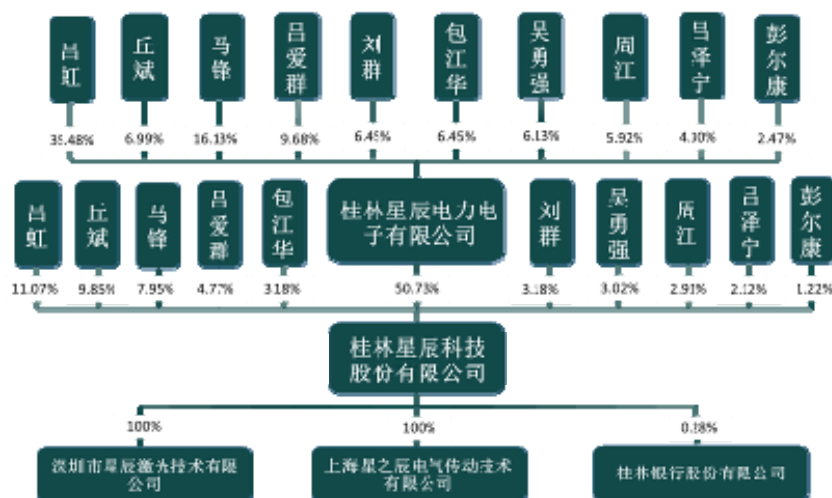 吕虹
丘斌
马锋
吕爱群
刘群
包江华
吴勇强
周江
吕泽宁
彭尔康
35.48%
6.99%
16.13%
9.68%
6.45%
6.45%
6.13%
5.92%
4.30%
2.47%
吕虹
丘斌
马锋
吕爱群
包江华
桂林星辰电力电
子有限公司
刘群
吴勇强
周江
吕泽宁
彭尔康
11.07%
9.85%
7.95%
4.77%
3.18%
50.73%
3.18%
3.02%
2.92%
2.12%
1.22%
桂林星辰科技
股份有限公司
100%
100%
深圳市星辰激光技术有限
公司
上海星之辰电气传动技术
有限公司
桂林银行股份有限公司